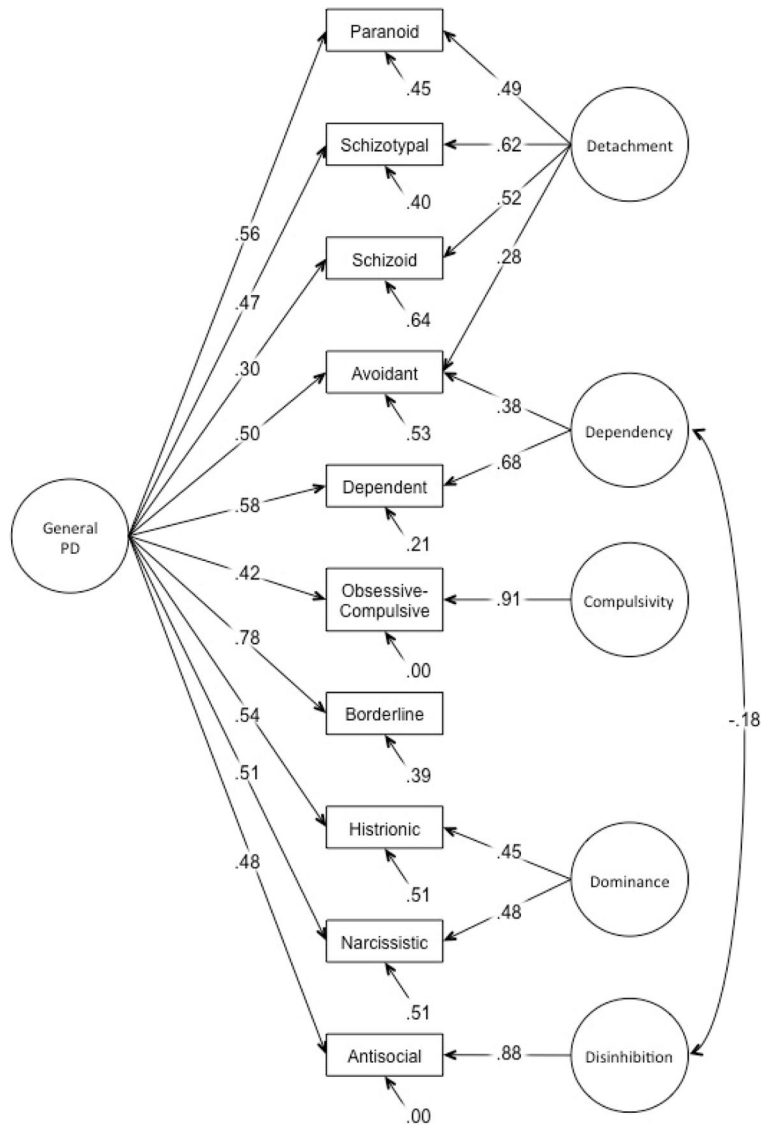 Paranoid
.45
.49
Schizotypal
.62
Detachment
.40
.52
.56
Schizoid
.28
.47
.64
.30
Avoidant
.38
.50
.53
Dependency
.68
.58
Dependent
General
PD
.21
.42
Obsessive-
Compulsive
.91
Compulsivity
.78
.00
.54
Borderline
-.18
.51
.39
Histrionic
.45
.48
.51
Dominance
.48
Narcissistic
.51
Antisocial
.88
Disinhibition
.00